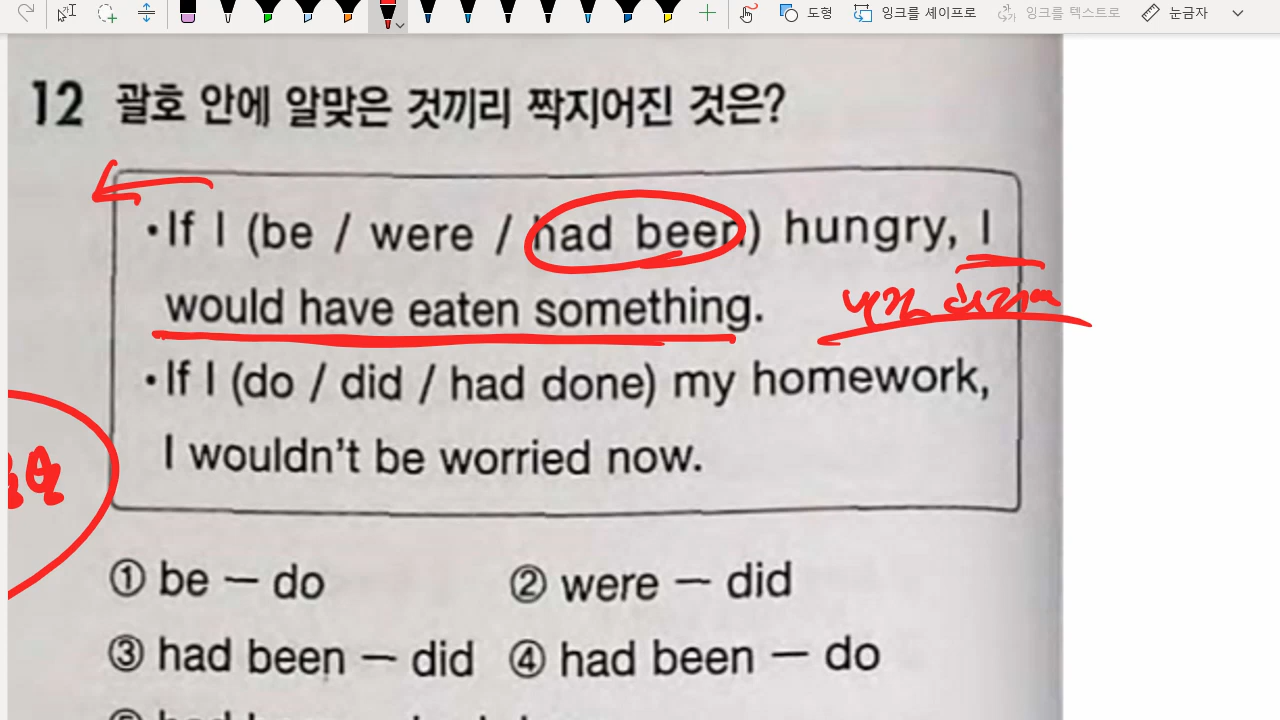 도형
잉크를 셰이프로
잉크를 텍스트로
눈금자
12 괄호 안에 알맞은 것끼리 짝지어진 것은?
•If I (be / were / had been) hungry, I
would have eaten something.
•If I (do / did / had done) my homework,
I wouldn't be worried now.
① be — do
② were — did
③ had been — did
④ had been — do